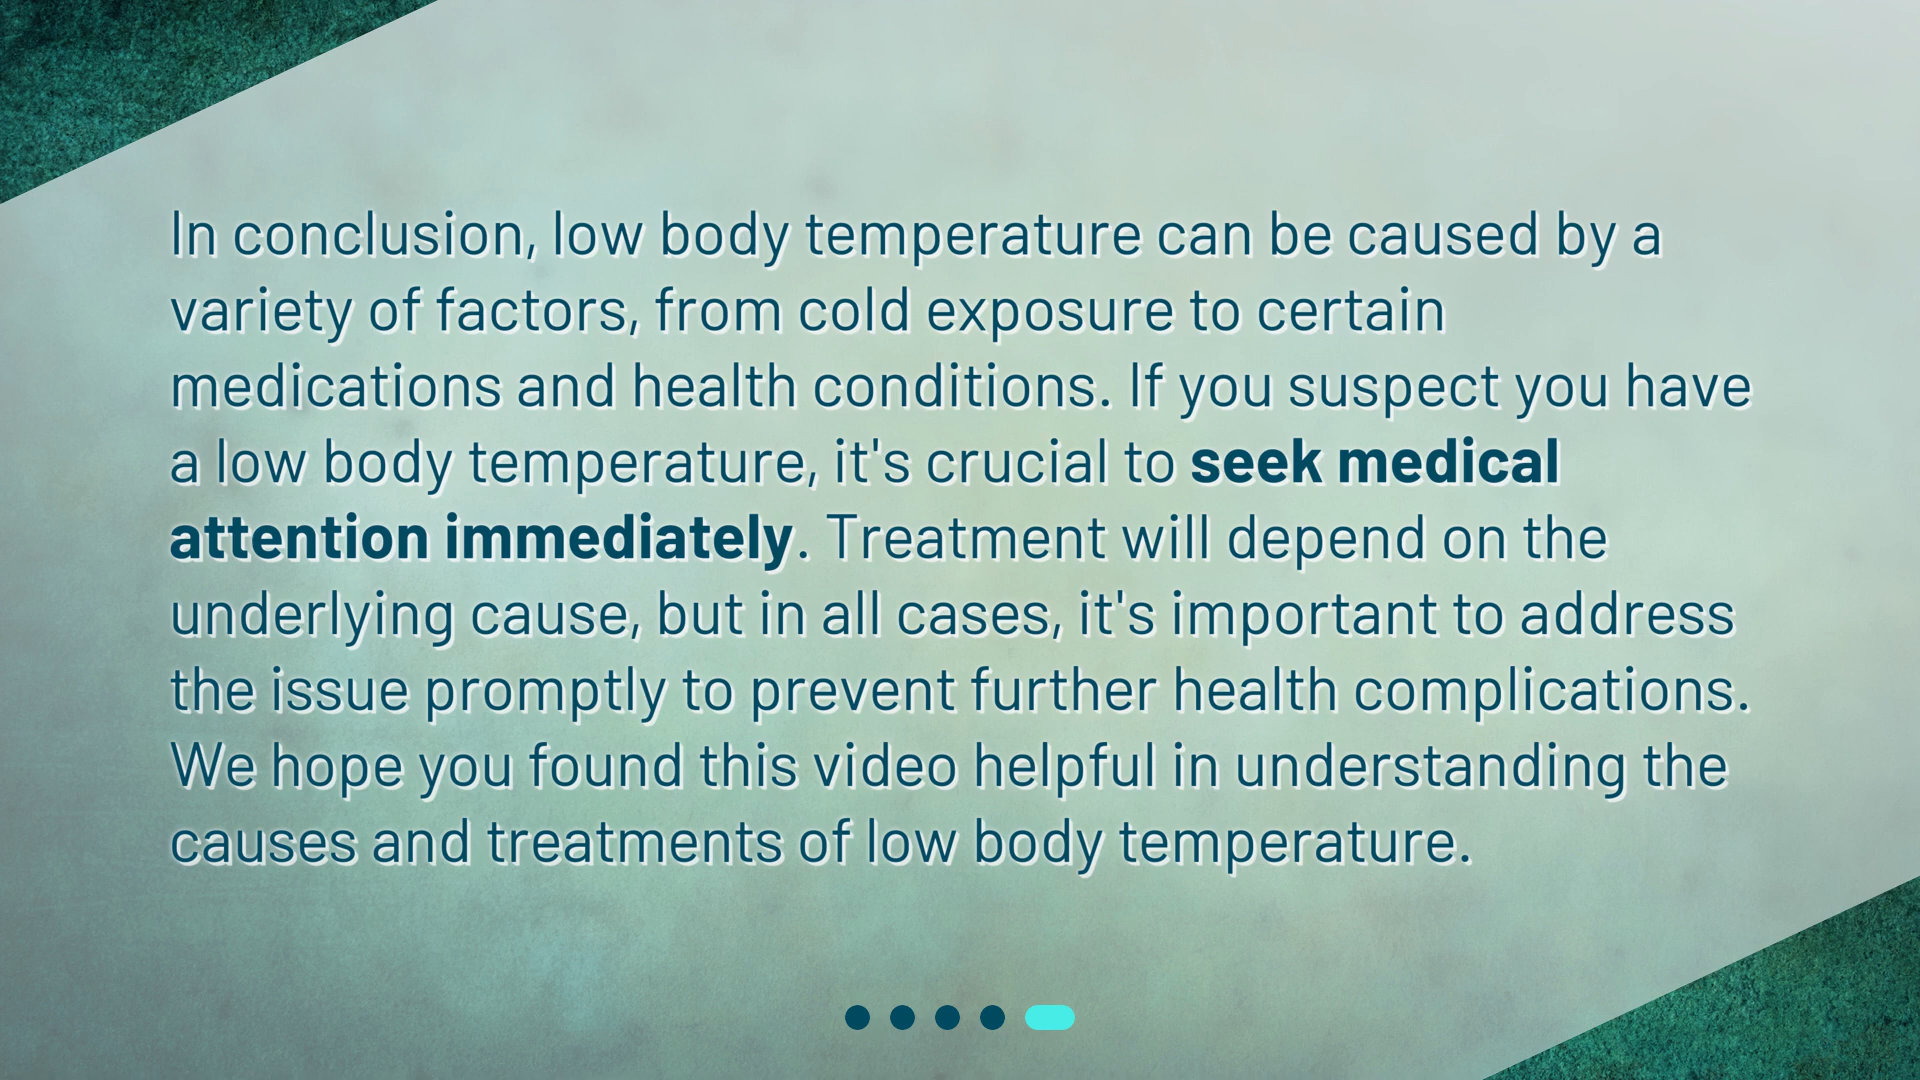 In conclusion, low body temperature can be caused by a
variety of factors, from cold exposure to certain
medications and health conditions. If you suspect you have
a low body temperature, it's crucial to seek medical
attention immediately. Treatment will depend on the
underlying cause, but in all cases, it's important to address
the issue promptly to prevent further health complications.
We hope you found this video helpful in understanding the
causes and treatments of low body temperature.